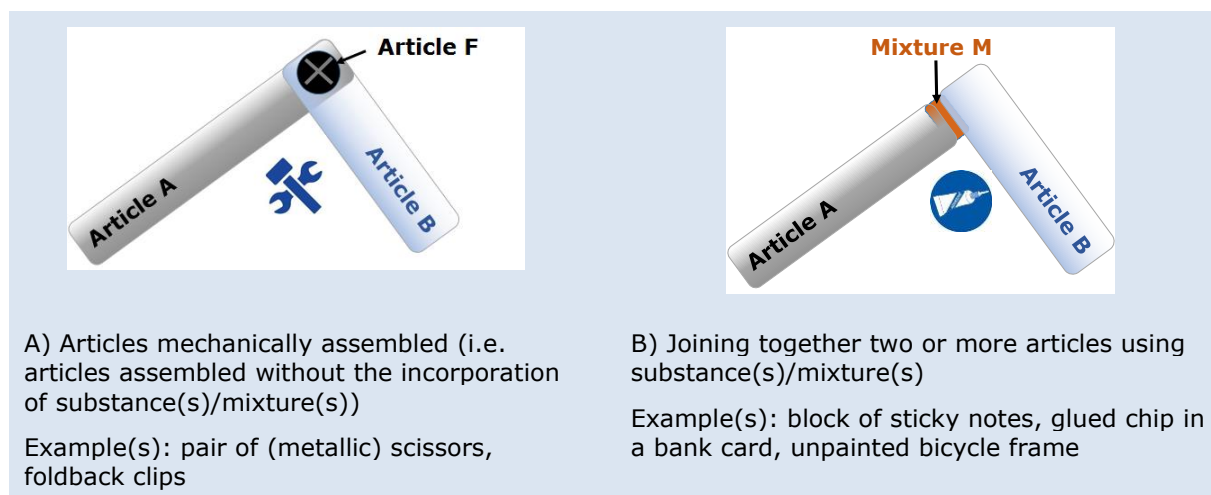 Article F
Article A
Article B
A) Articles mechanically assembled (i.e.
articles assembled without the incorporation
of substance(s)/mixture(s))
Example(s): pair of (metallic) scissors,
foldback clips
Mixture M
Article A
Article B
B) Joining together two or more articles using
substance(s)/mixture(s)
Example(s): block of sticky notes, glued chip in
a bank card, unpainted bicycle frame